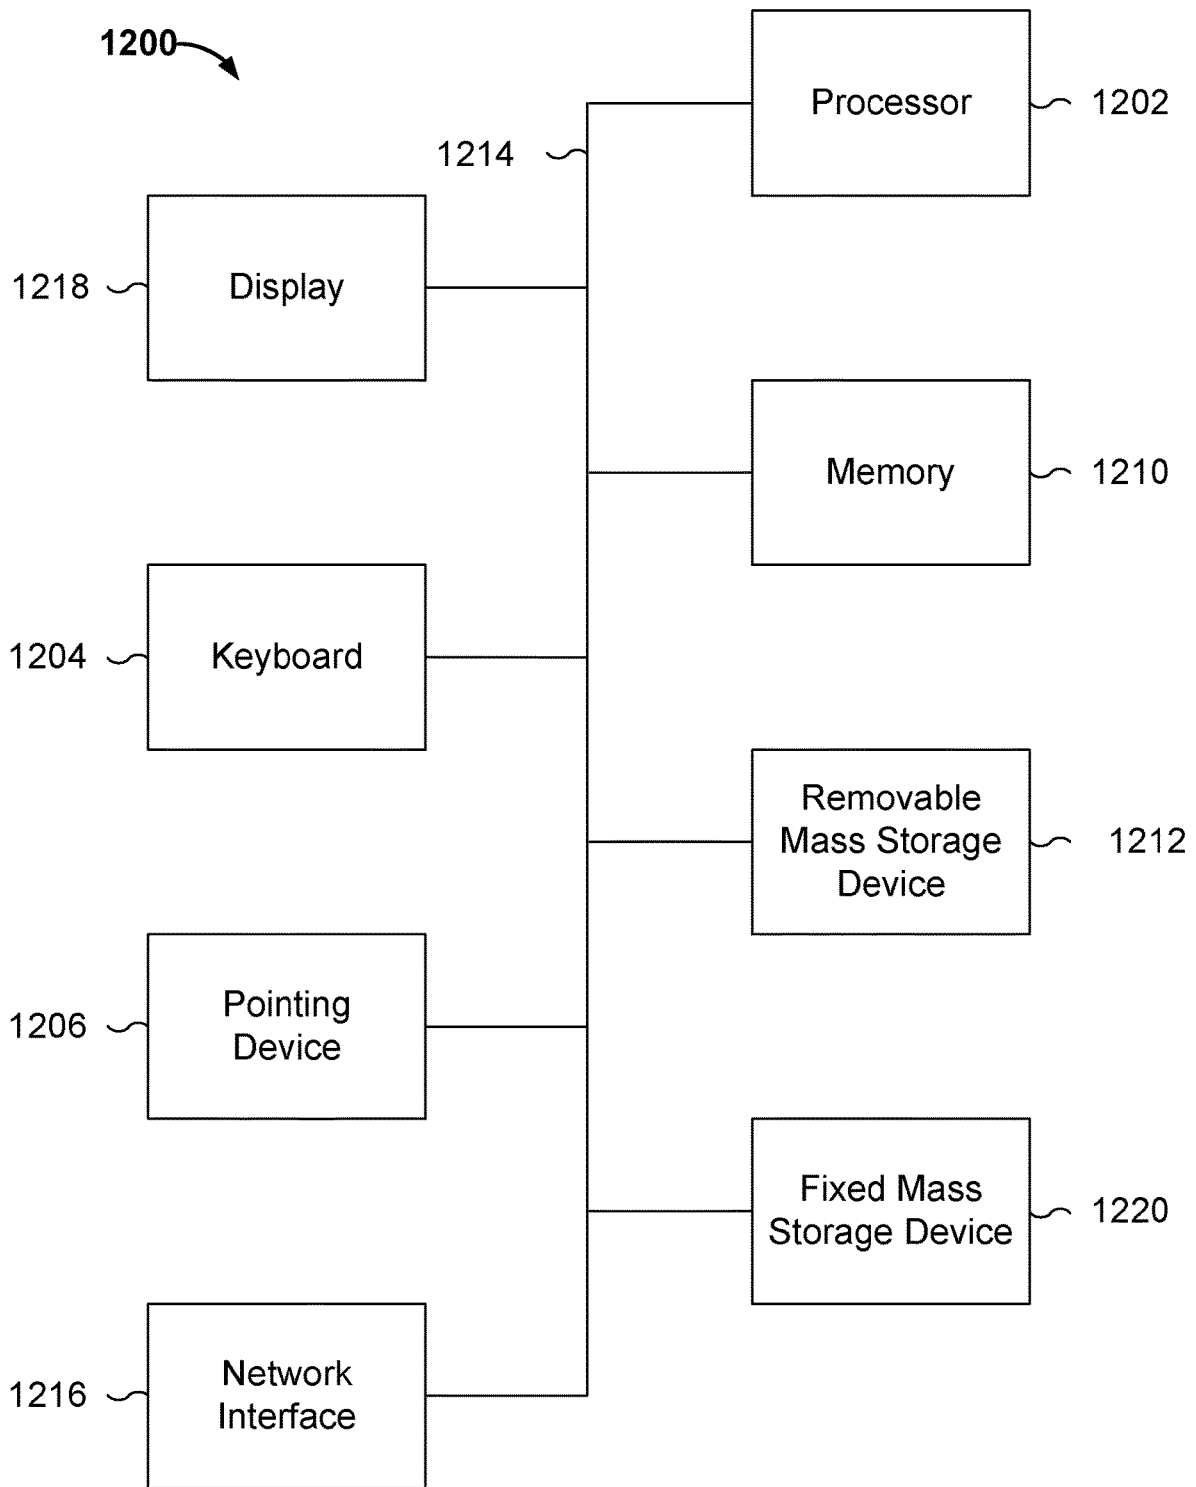 1200
Processor
1202
1214
1218
Display
Memory
1210
1204
Keyboard
Removable
Mass Storage
Device
1212
1206
Pointing
Device
Fixed Mass
Storage Device
1220
1216
Network
Interface